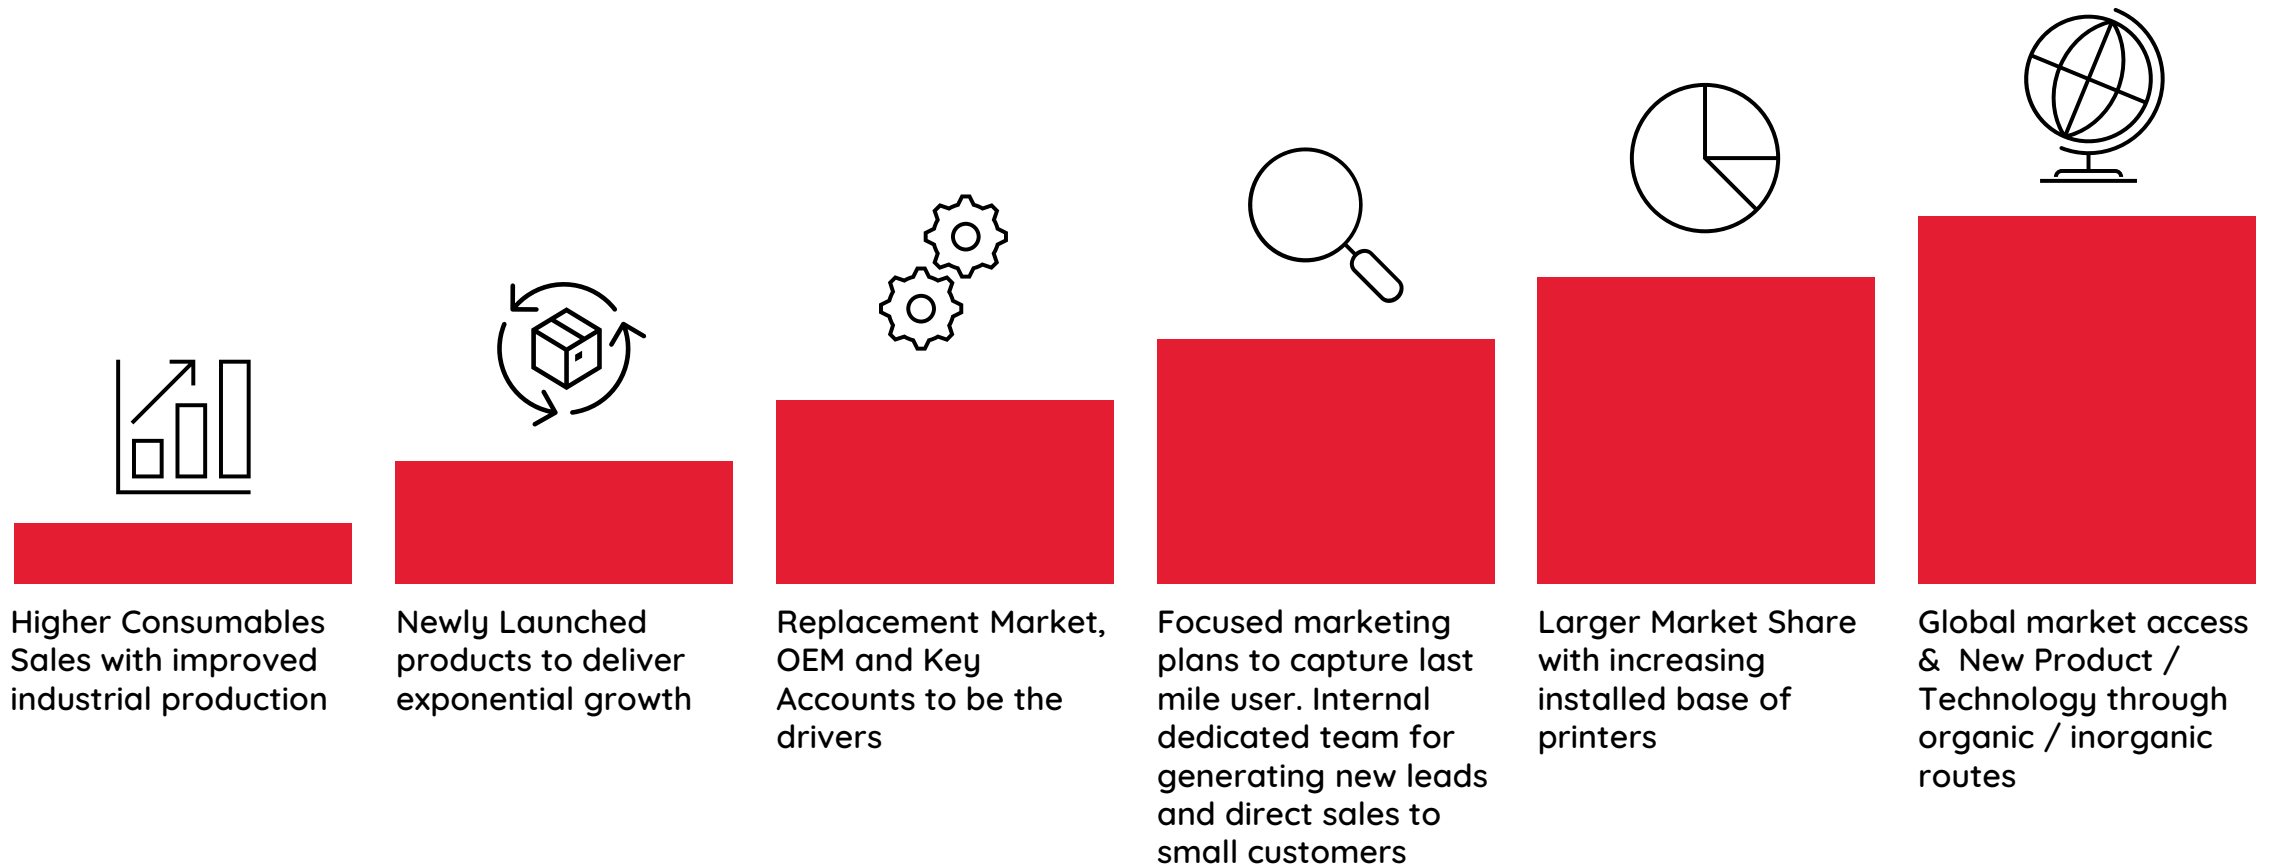 Higher Consumables
Sales with improved
industrial production
Newly Launched
products to deliver
exponential growth
Replacement Market,
OEM and Key
Accounts to be the
drivers
Focused marketing
plans to capture last
mile user. Internal
dedicated team for
generating new leads
and direct sales to
small customers
Larger Market Share
with increasing
installed base of
printers
Global market access
&  New Product /
Technology through
organic / inorganic
routes